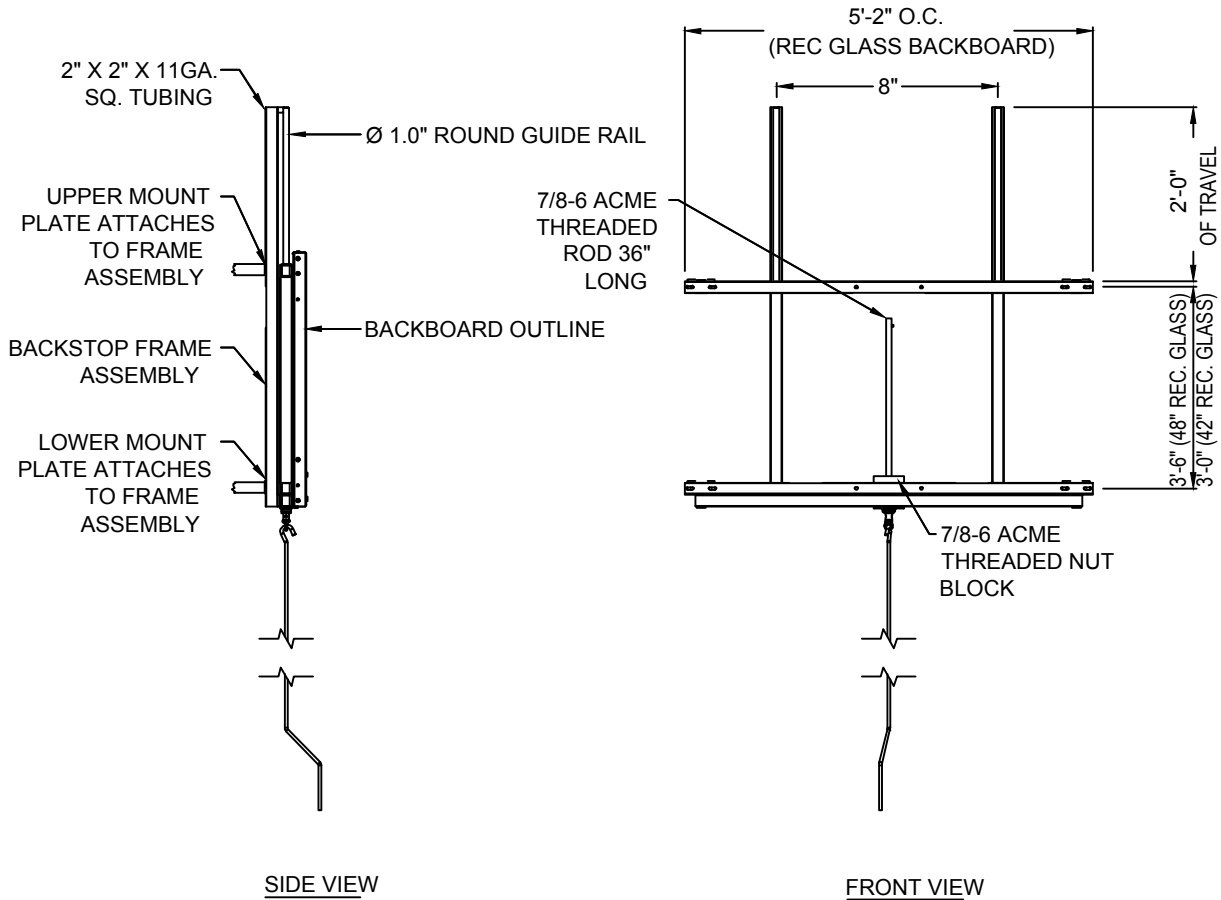 2" X 2" X 11GA.
SQ. TUBING
Ø 1.0" ROUND GUIDE RAIL
UPPER MOUNT
PLATE ATTACHES
TO FRAME
ASSEMBLY
BACKBOARD OUTLINE
BACKSTOP FRAME
ASSEMBLY
LOWER MOUNT
PLATE ATTACHES
TO FRAME
ASSEMBLY
SIDE VIEW
5'-2" O.C.
(REC GLASS BACKBOARD)
8"
7/8-6 ACME
THREADED
ROD 36"
LONG
2'-0"
OF TRAVEL
3'-6" (48" REC. GLASS)
3'-0" (42" REC. GLASS)
7/8-6 ACME
THREADED NUT
BLOCK
FRONT VIEW